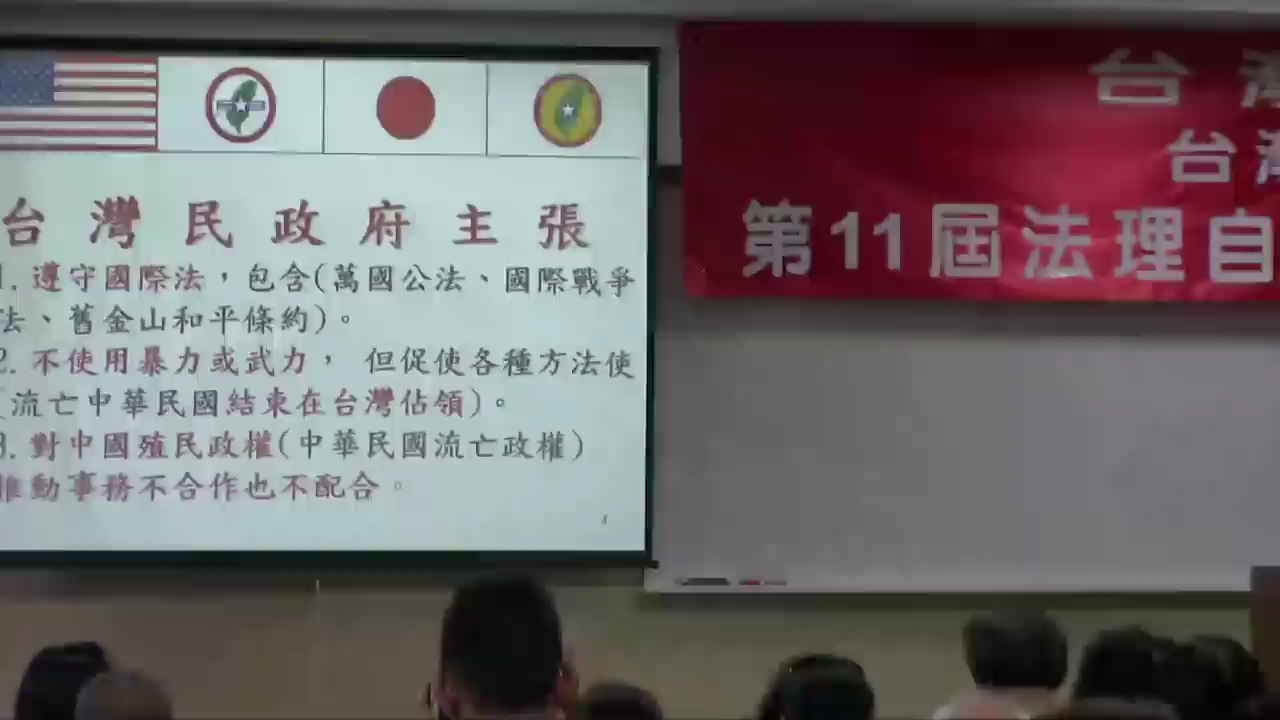 台灣民政府主張
1. 遵守國際法，包含(萬國公法、國際戰爭
法、舊金山和平條約)。
2. 不使用暴力或武力， 但促使各種方法使
(流亡中華民國結束在台灣佔領)。
3. 對中國殖民政權(中華民國流亡政權)
推動事務不合作也不配合。
台灣
台灣
第11屆法理自